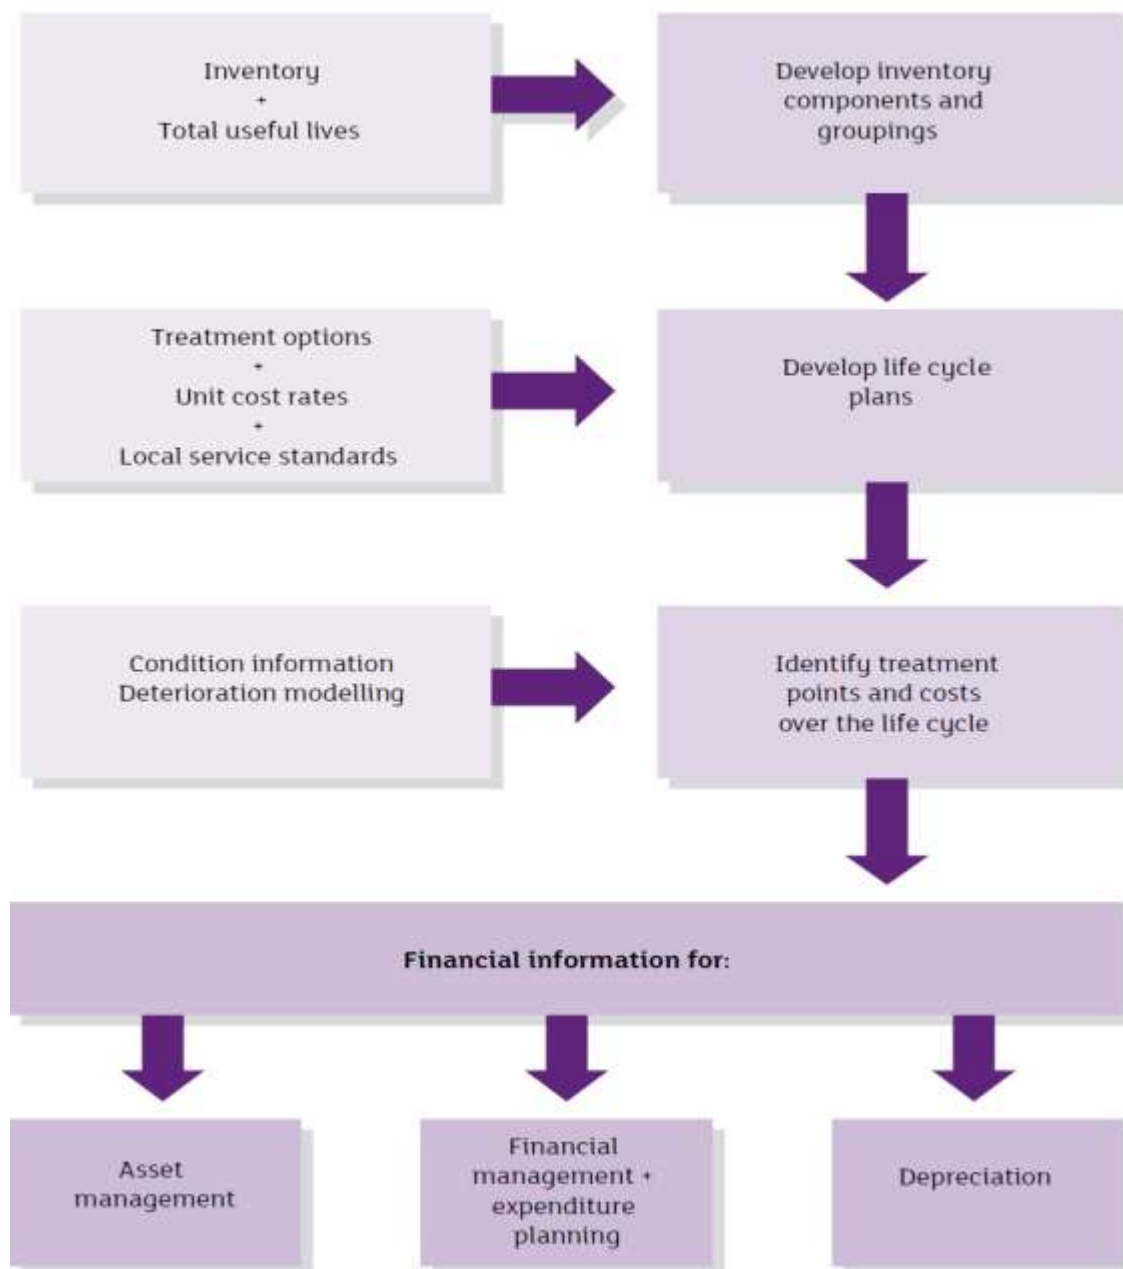 Inventory
+
Total useful lives
Develop inventory
components and
groupings
Treatment options
+
Unit cost rates
+
Local service standards
Develop life cycle
plans
Condition information
Deterioration modelling
Identify treatment
points and costs
over the life cycle
Financial information for:
Asset
management
Financial
management +
expenditure
planning
Depreciation